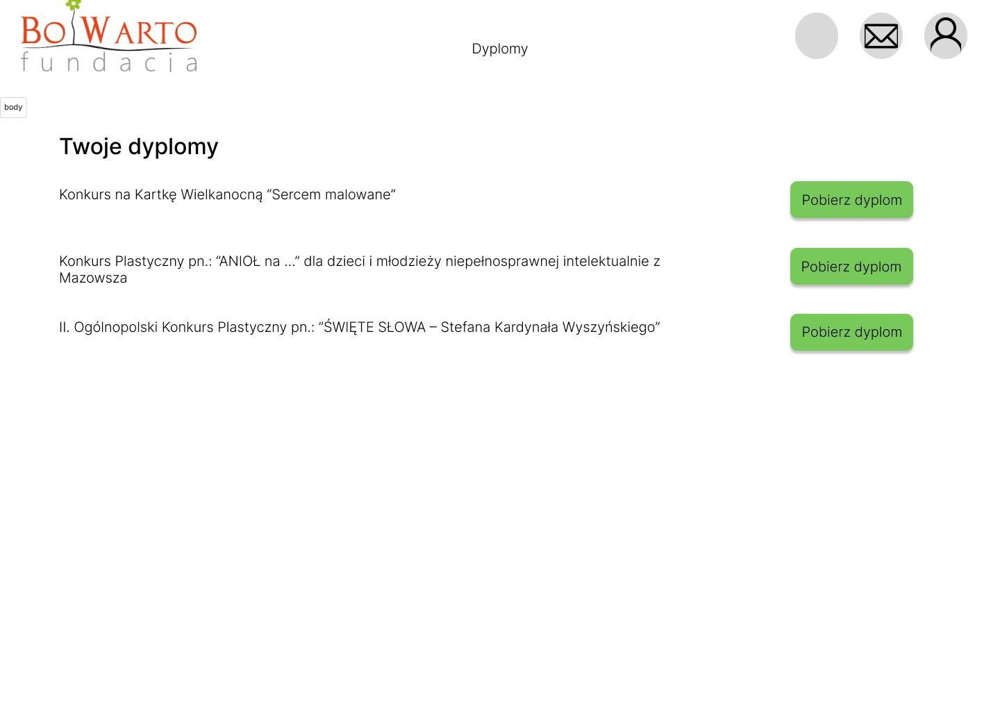 Bo Warto
fundacja
Dyplomy
body
Twoje dyplomy
Konkurs na Kartkę Wielkanocną “Sercem malowane”
Pobierz dyplom
Konkurs Plastyczny pn.: ”ANIOŁ na ...” dla dzieci i młodzieży niepełnosprawnej intelektualnie z
Mazowsza
Pobierz dyplom
II. Ogólnopolski Konkurs Plastyczny pn.: ”ŚWIĘTE SŁOWA – Stefana Kardynała Wyszyńskiego”
Pobierz dyplom